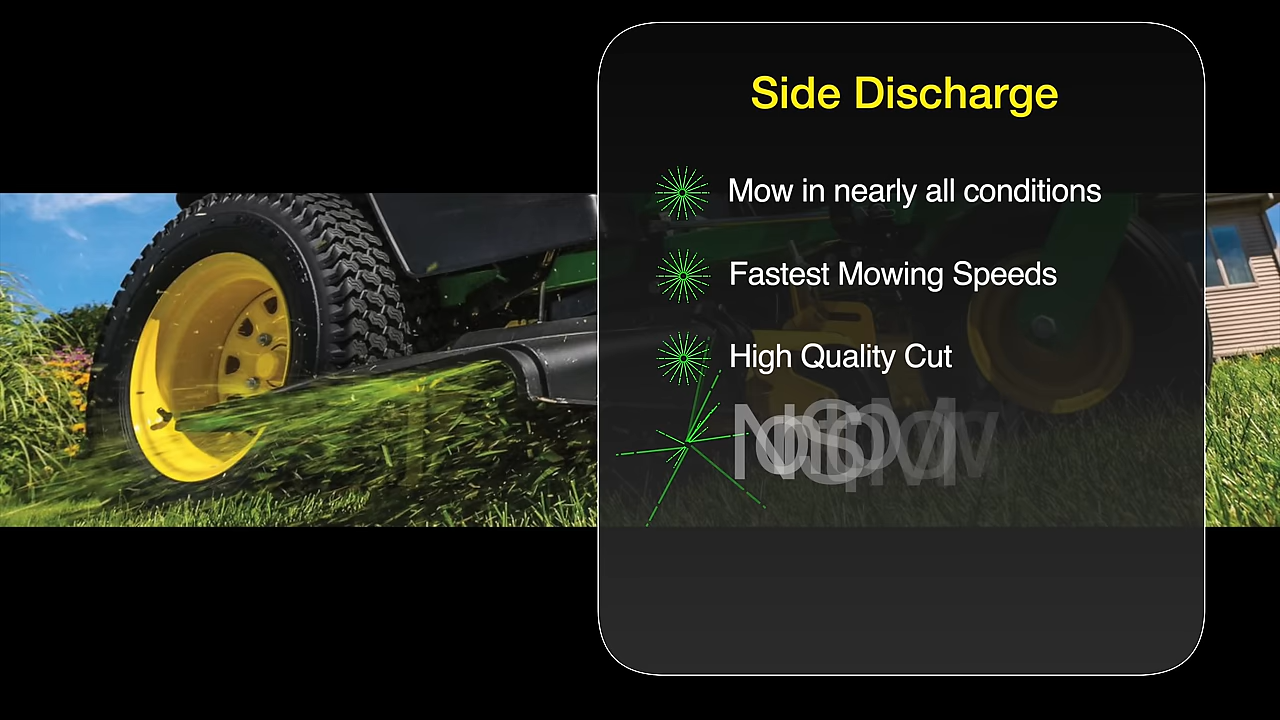 Side Discharge
Mow in nearly all conditions
Fastest Mowing Speeds
High Quality Cut